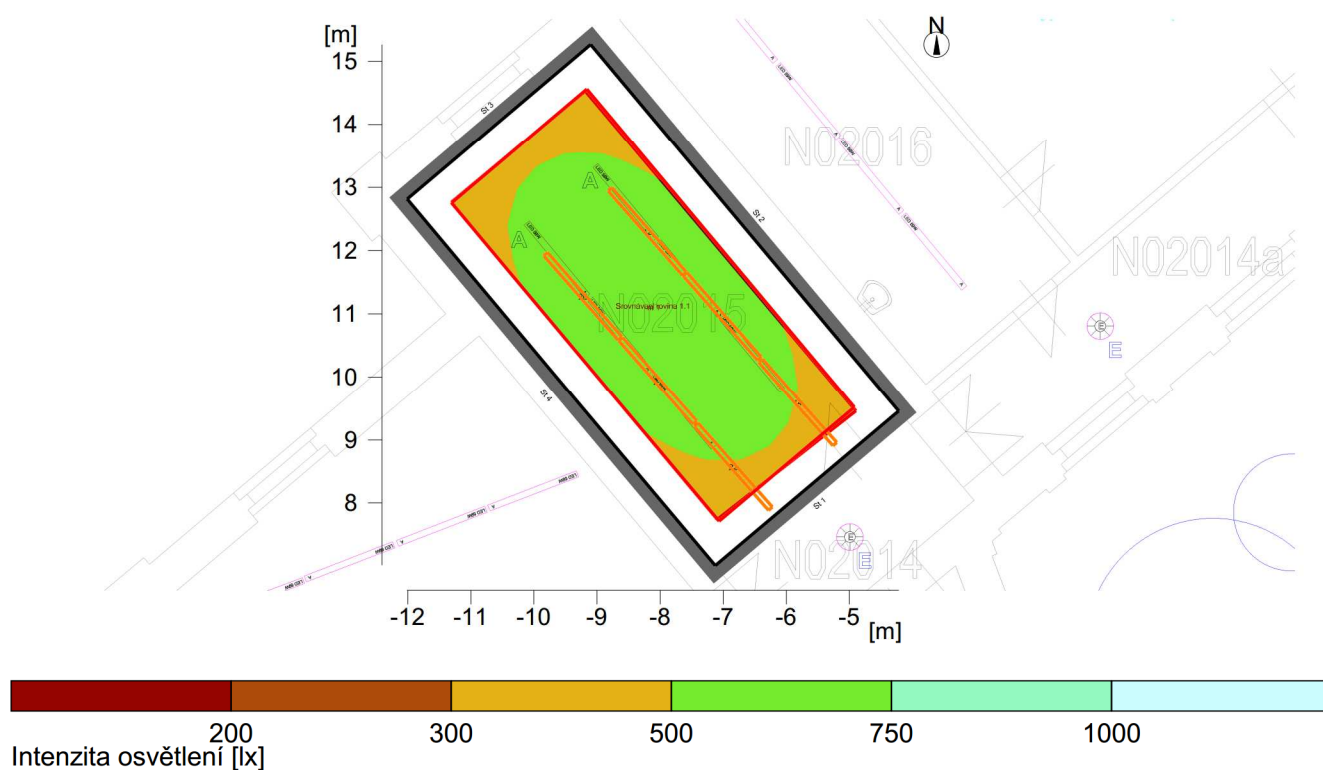 [m]
N
15
14
13
12
11
10
9
8
St 3
St 2
St 4
St 1
N02016
N02014a
N02015
N02014
A
A
Srovnávací rovina 1.1
E
E
E
E
-12 -11 -10 -9 -8 -7 -6 -5
[m]
200 300 500 750 1000
Intenzita osvětlení [lx]